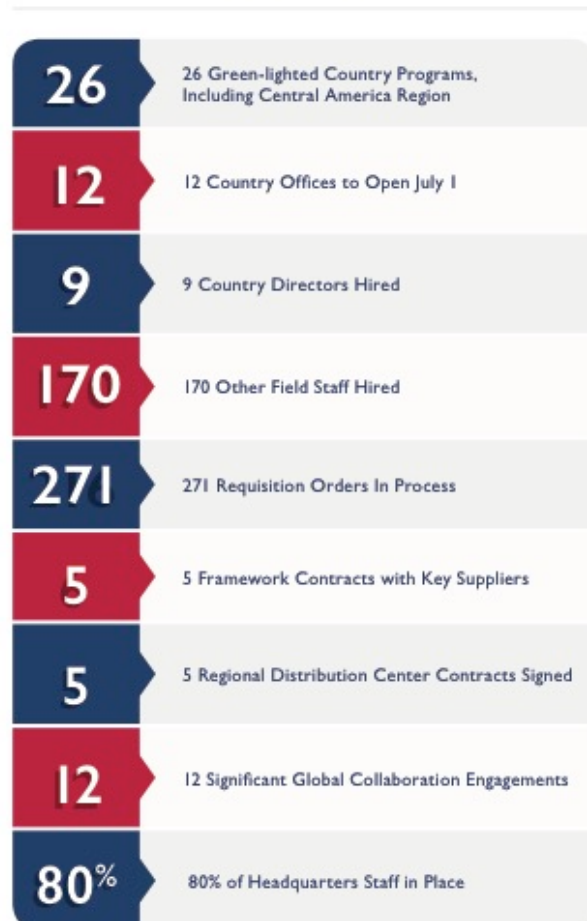 26
26 Green-lighted Country Programs,
Including Central America Region
12
12 Country Offices to Open July 1
9
9 Country Directors Hired
170
170 Other Field Staff Hired
271
271 Requisition Orders In Process
5
5 Framework Contracts with Key Suppliers
5
5 Regional Distribution Center Contracts Signed
12
12 Significant Global Collaboration Engagements
80%
80% of Headquarters Staff in Place